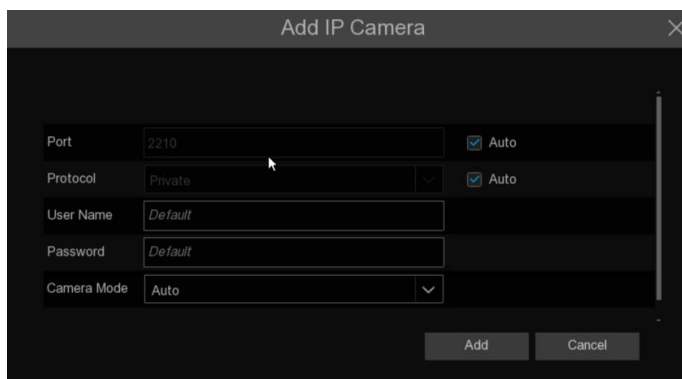 Add IP Camera
Port 2210 Auto
Protocol Private Auto
User Name Default
Password Default
Camera Mode Auto
Add Cancel